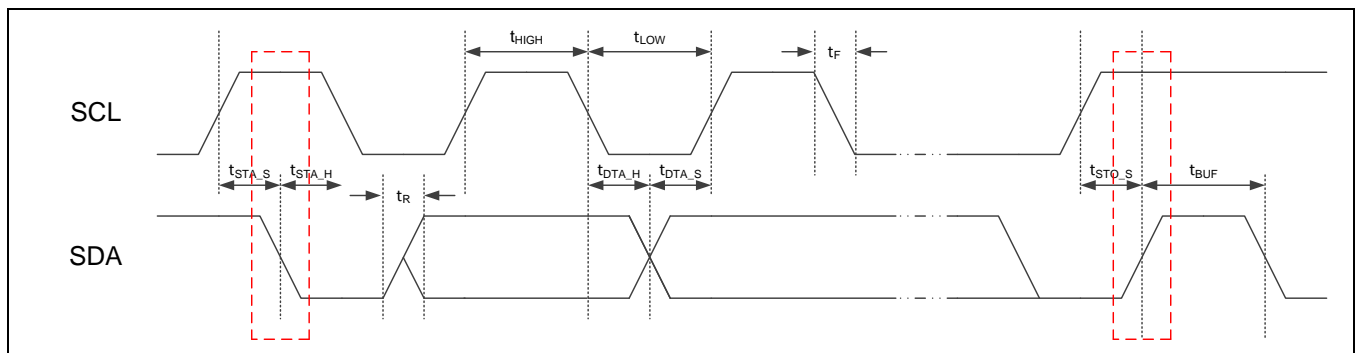 tHIGH tLOW tF
SCL
tSTA_S tSTA_H tR tDTA_H tDTA_S tSTO_S tBUF
SDA